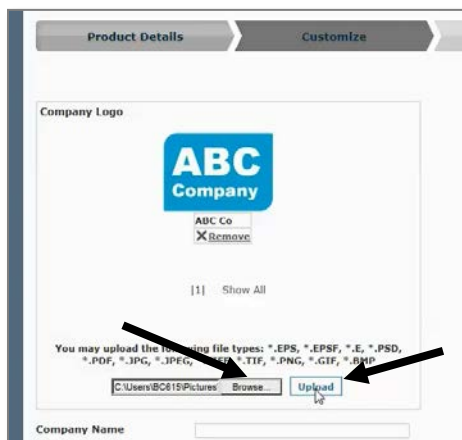 Product Details
Customize
Company Logo
ABC
Company
ABC Co
Remove
[1] Show All
You may upload the following file types: *.EPS, *.EPSF, *.E, *.PSD,
*.PDF, *.JPG, *.JPEG, *.TIF, *.PNG, *.GIF, *.BMP
C:\Users\BC615\Pictures Browse... Upload
Company Name